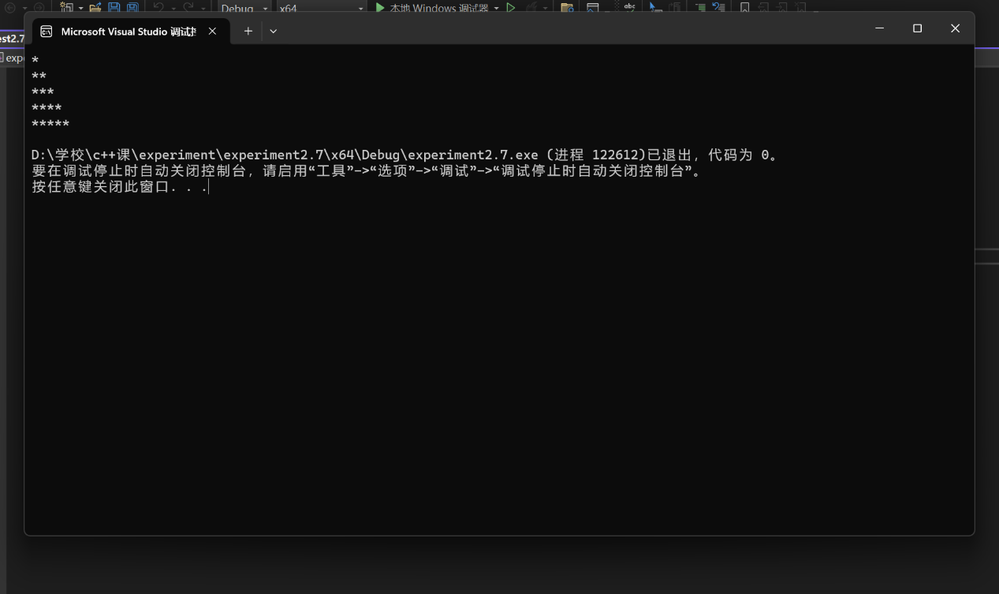 Debug x64 本地 Windows 调试器
Microsoft Visual Studio 调试
*
**
***
****
*****
D:\学校\c++课\experiment\experiment2.7\x64\Debug\experiment2.7.exe (进程 122612)已退出，代码为 0。
要在调试停止时自动关闭控制台，请启用“工具”->“选项”->“调试”->“调试停止时自动关闭控制台”。
按任意键关闭此窗口. . .